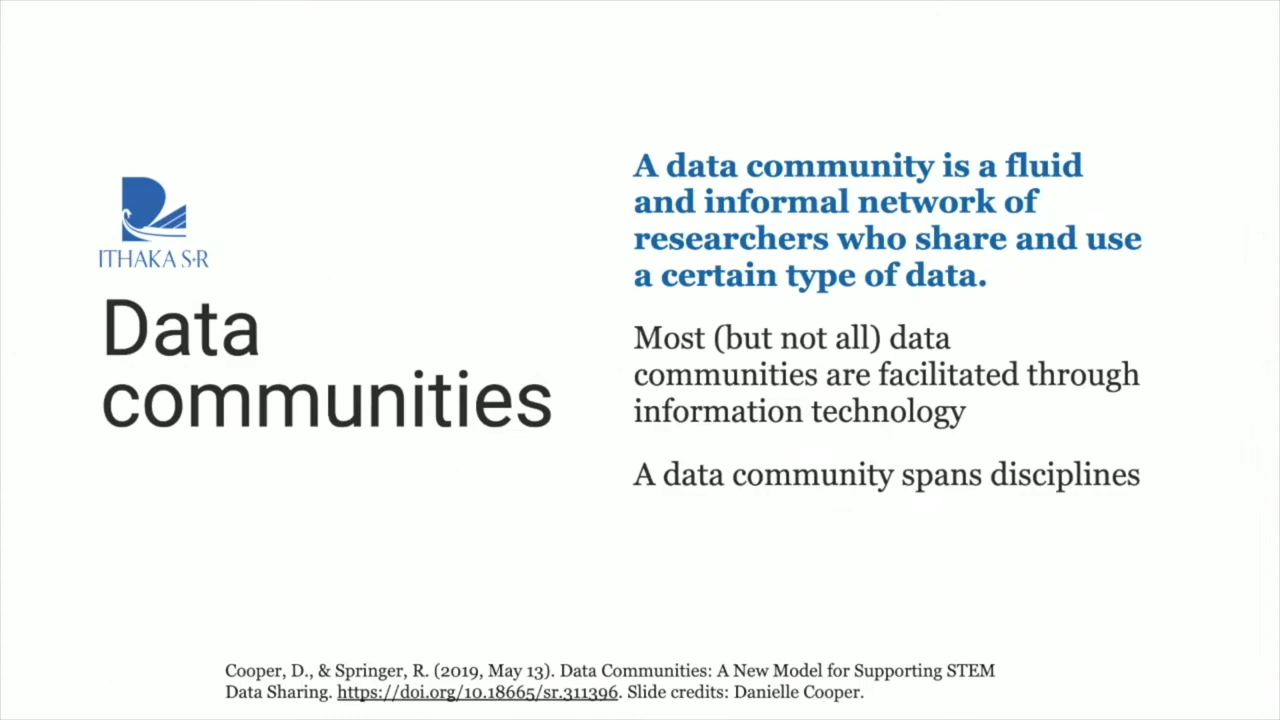 ITHAKA S·R
Data
communities
A data community is a fluid
and informal network of
researchers who share and use
a certain type of data.
Most (but not all) data
communities are facilitated through
information technology
A data community spans disciplines
Cooper, D., & Springer, R. (2019, May 13). Data Communities: A New Model for Supporting STEM
Data Sharing. https://doi.org/10.18665/sr.311396. Slide credits: Danielle Cooper.